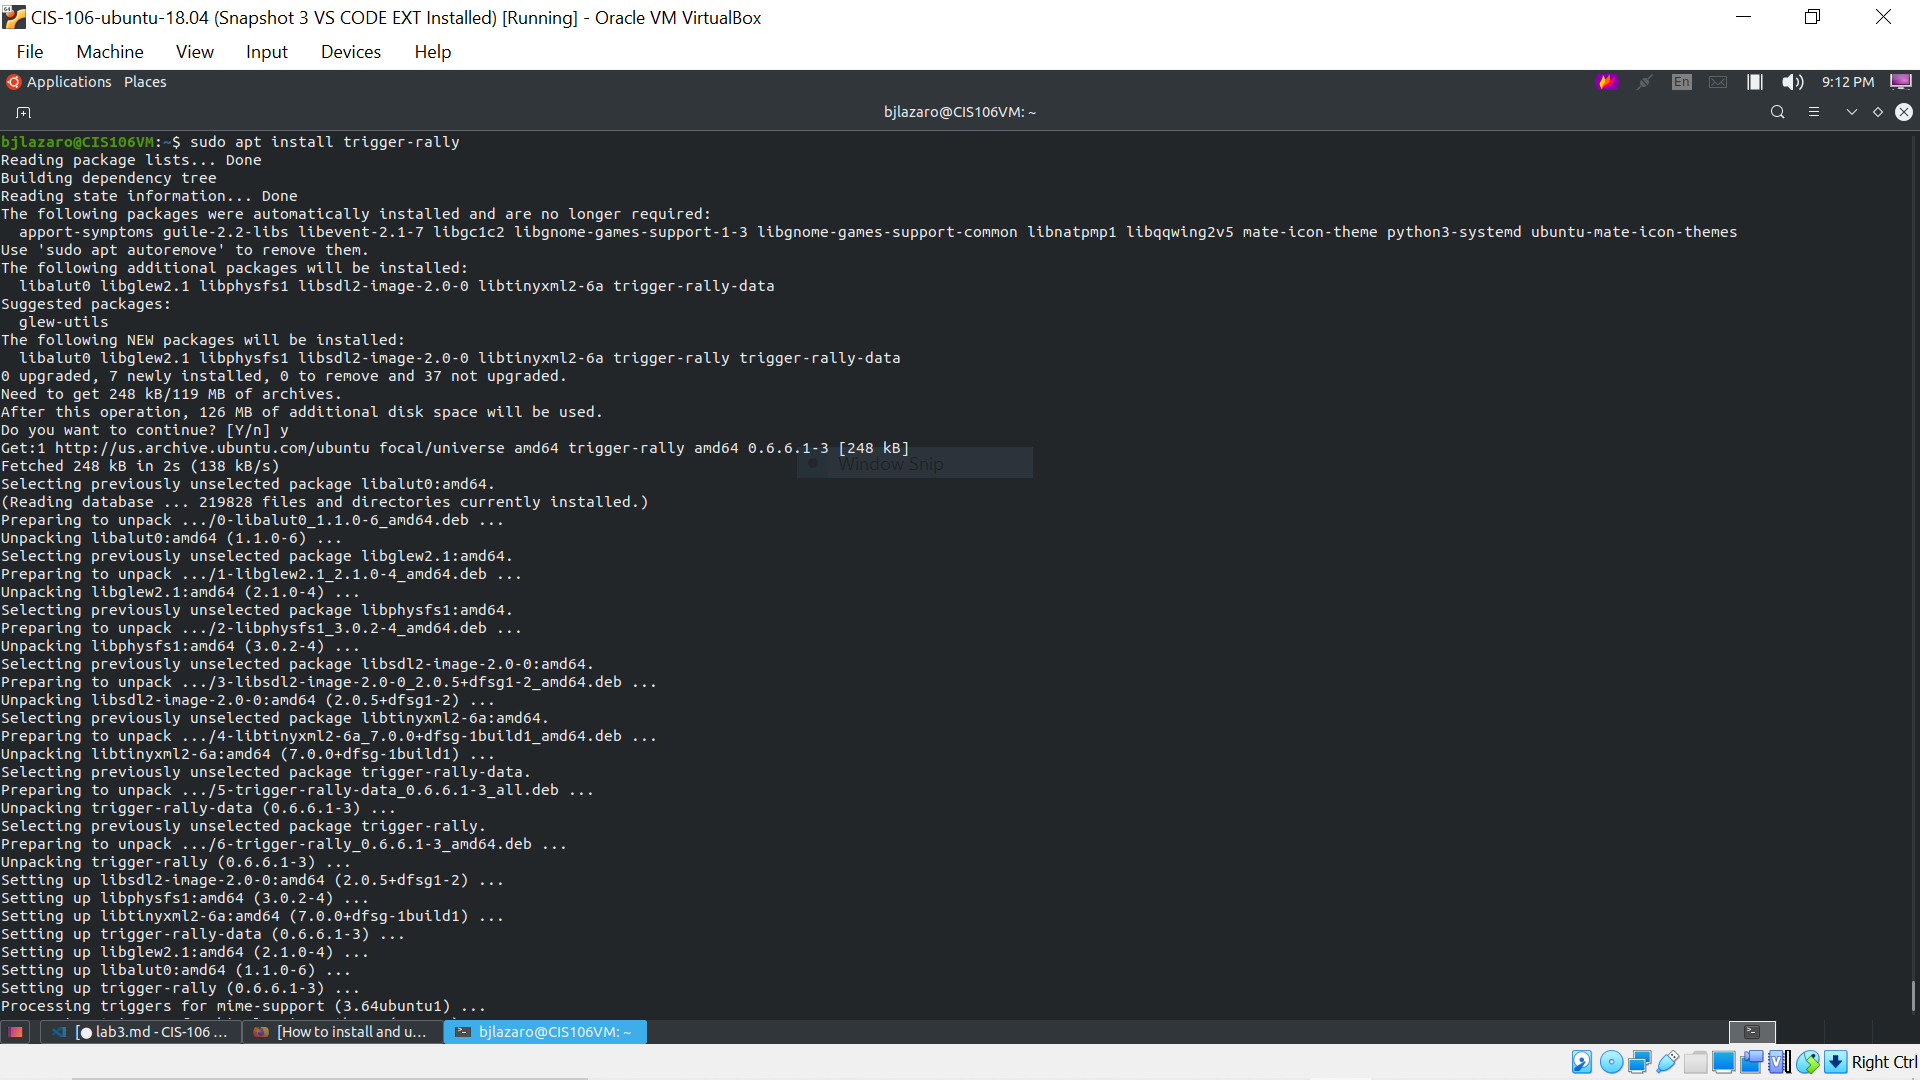 CIS-106-ubuntu-18.04 (Snapshot 3 VS CODE EXT Installed) [Running] - Oracle VM VirtualBox
File Machine View Input Devices Help
Applications Places En 9:12 PM
bjlazaro@CIS106VM: ~
bjlazaro@CIS106VM:~$ sudo apt install trigger-rally
Reading package lists... Done
Building dependency tree
Reading state information... Done
The following packages were automatically installed and are no longer required:
  apport-symptoms guile-2.2-libs libevent-2.1-7 libgc1c2 libgnome-games-support-1-3 libgnome-games-support-common libnatpmp1 libqqwing2v5 mate-icon-theme python3-systemd ubuntu-mate-icon-themes
Use 'sudo apt autoremove' to remove them.
The following additional packages will be installed:
  libalut0 libglew2.1 libphysfs1 libsdl2-image-2.0-0 libtinyxml2-6a trigger-rally-data
Suggested packages:
  glew-utils
The following NEW packages will be installed:
  libalut0 libglew2.1 libphysfs1 libsdl2-image-2.0-0 libtinyxml2-6a trigger-rally trigger-rally-data
0 upgraded, 7 newly installed, 0 to remove and 37 not upgraded.
Need to get 248 kB/119 MB of archives.
After this operation, 126 MB of additional disk space will be used.
Do you want to continue? [Y/n] y
Get:1 http://us.archive.ubuntu.com/ubuntu focal/universe amd64 trigger-rally amd64 0.6.6.1-3 [248 kB]
Window Snip
Fetched 248 kB in 2s (138 kB/s)
Selecting previously unselected package libalut0:amd64.
(Reading database ... 219828 files and directories currently installed.)
Preparing to unpack .../0-libalut0_1.1.0-6_amd64.deb ...
Unpacking libalut0:amd64 (1.1.0-6) ...
Selecting previously unselected package libglew2.1:amd64.
Preparing to unpack .../1-libglew2.1_2.1.0-4_amd64.deb ...
Unpacking libglew2.1:amd64 (2.1.0-4) ...
Selecting previously unselected package libphysfs1:amd64.
Preparing to unpack .../2-libphysfs1_3.0.2-4_amd64.deb ...
Unpacking libphysfs1:amd64 (3.0.2-4) ...
Selecting previously unselected package libsdl2-image-2.0-0:amd64.
Preparing to unpack .../3-libsdl2-image-2.0-0_2.0.5+dfsg1-2_amd64.deb ...
Unpacking libsdl2-image-2.0-0:amd64 (2.0.5+dfsg1-2) ...
Selecting previously unselected package libtinyxml2-6a:amd64.
Preparing to unpack .../4-libtinyxml2-6a_7.0.0+dfsg-1build1_amd64.deb ...
Unpacking libtinyxml2-6a:amd64 (7.0.0+dfsg-1build1) ...
Selecting previously unselected package trigger-rally-data.
Preparing to unpack .../5-trigger-rally-data_0.6.6.1-3_all.deb ...
Unpacking trigger-rally-data (0.6.6.1-3) ...
Selecting previously unselected package trigger-rally.
Preparing to unpack .../6-trigger-rally_0.6.6.1-3_amd64.deb ...
Unpacking trigger-rally (0.6.6.1-3) ...
Setting up libsdl2-image-2.0-0:amd64 (2.0.5+dfsg1-2) ...
Setting up libphysfs1:amd64 (3.0.2-4) ...
Setting up libtinyxml2-6a:amd64 (7.0.0+dfsg-1build1) ...
Setting up trigger-rally-data (0.6.6.1-3) ...
Setting up libglew2.1:amd64 (2.1.0-4) ...
Setting up libalut0:amd64 (1.1.0-6) ...
Setting up trigger-rally (0.6.6.1-3) ...
Processing triggers for mime-support (3.64ubuntu1) ...
[● lab3.md - CIS-106 ... [How to install and u... bjlazaro@CIS106VM: ~
Right Ctrl